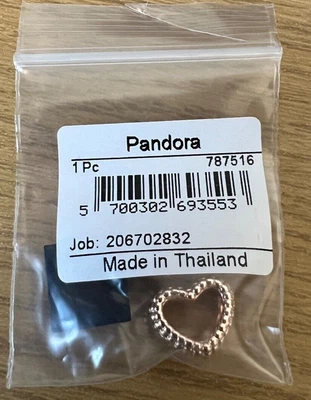 Pandora
1 Pc 787516
5 700302 693553
Job: 206702832
Made in Thailand